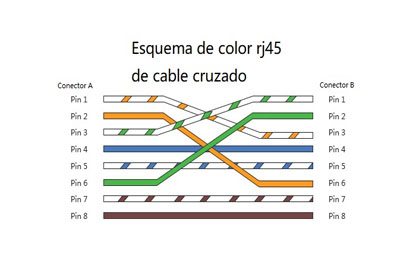 Esquema de color rj45
de cable cruzado
Conector A
Conector B
Pin 1
Pin 1
Pin 2
Pin 2
Pin 3
Pin 3
Pin 4
Pin 4
Pin 5
Pin 5
Pin 6
Pin 6
Pin 7
Pin 7
Pin 8
Pin 8